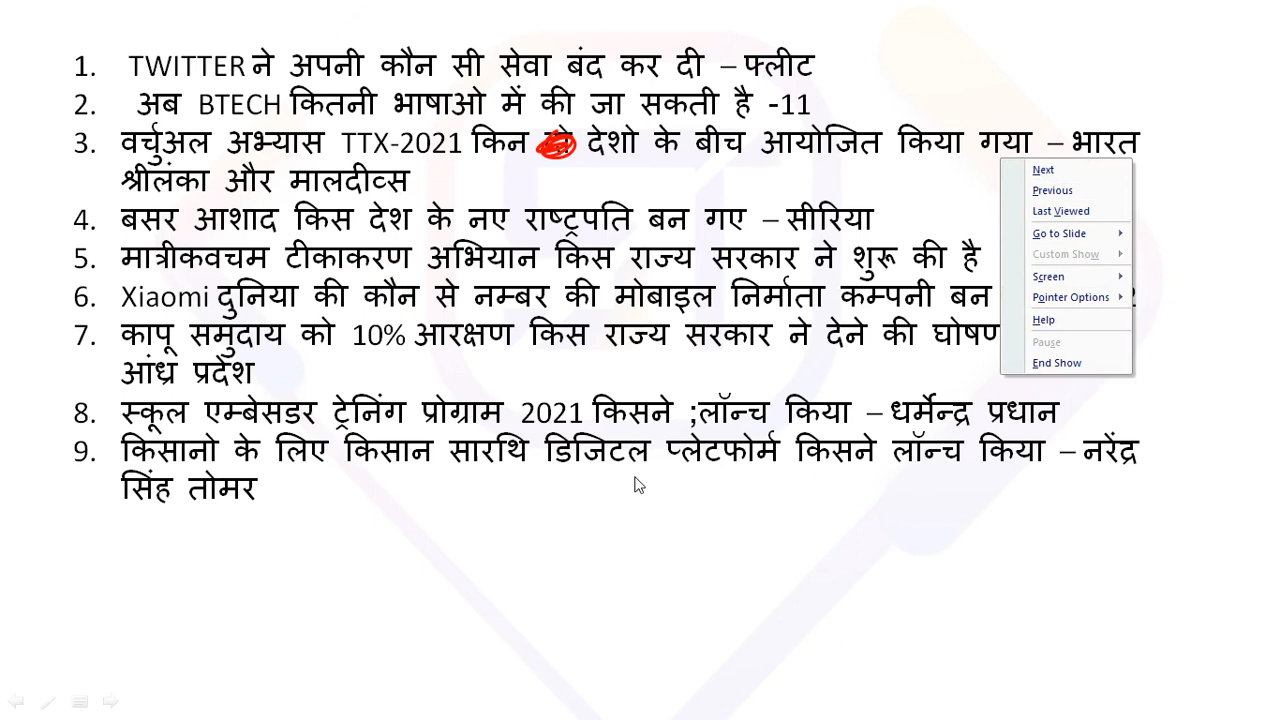 1. TWITTER ने अपनी कौन सी सेवा बंद कर दी – फ्लीट
2. अब BTECH कितनी भाषाओ में की जा सकती है -11
3. वर्चुअल अभ्यास TTX-2021 किन देशो के बीच आयोजित किया गया – भारत
श्रीलंका और मालदीव्स
4. बसर आशाद किस देश के नए राष्ट्रपति बन गए – सीरिया
5. मात्रीकवचम टीकाकरण अभियान किस राज्य सरकार ने शुरू की है
6. Xiaomi दुनिया की कौन से नम्बर की मोबाइल निर्माता कम्पनी बन
7. कापू समुदाय को 10% आरक्षण किस राज्य सरकार ने देने की घोषण
आंध्र प्रदेश
8. स्कूल एम्बेसडर ट्रेनिंग प्रोग्राम 2021 किसने ;लॉन्च किया – धर्मेन्द्र प्रधान
9. किसानो के लिए किसान सारथि डिजिटल प्लेटफोर्म किसने लॉन्च किया – नरेंद्र
सिंह तोमर
Next
Previous
Last Viewed
Go to Slide
Custom Show
Screen
Pointer Options
Help
Pause
End Show